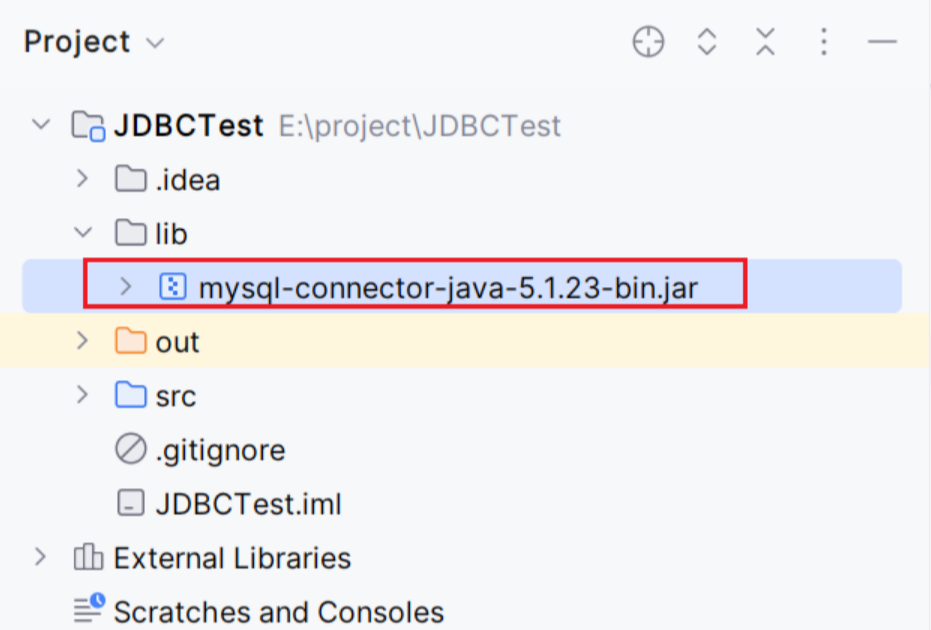 Project
JDBCTest E:\project\JDBCTest
.idea
lib
mysql-connector-java-5.1.23-bin.jar
out
src
.gitignore
JDBCTest.iml
External Libraries
Scratches and Consoles